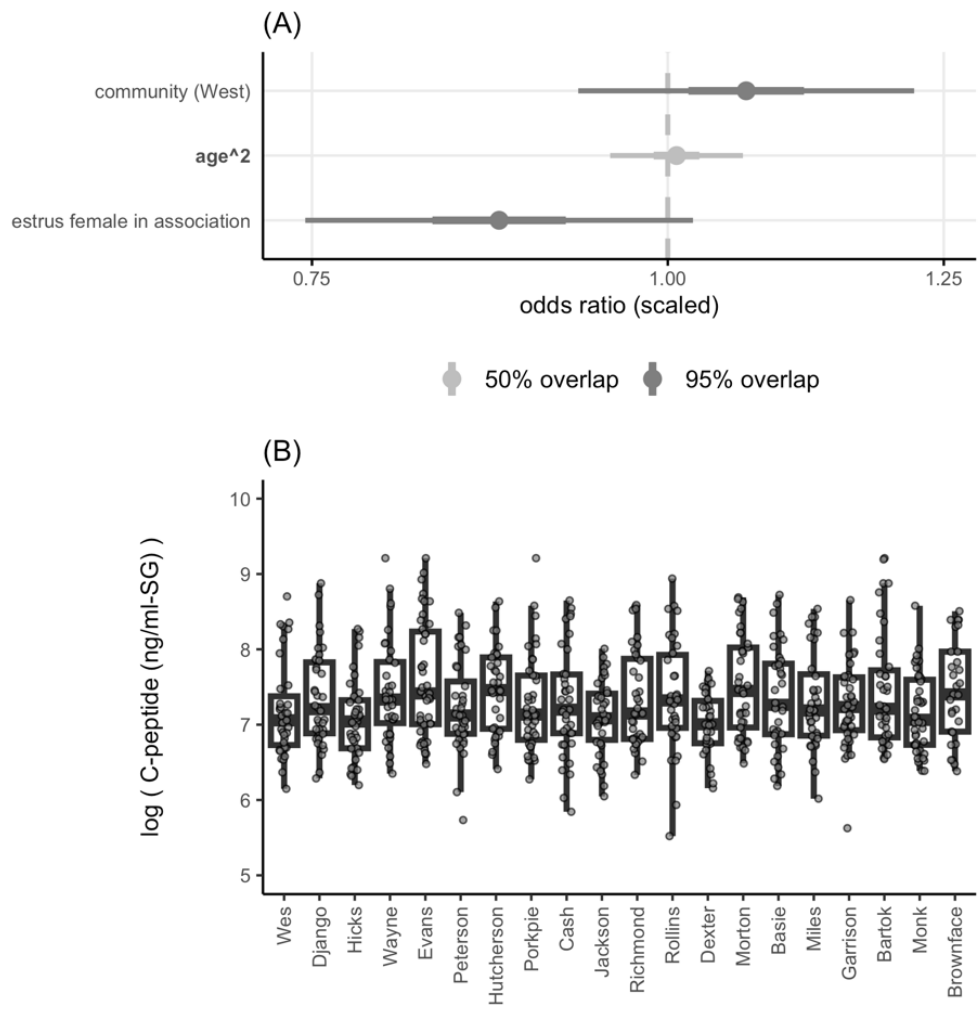 (A)
community (West)
age^2
estrus female in association
0.75 1.00 1.25
odds ratio (scaled)
50% overlap 95% overlap
(B)
log ( C-peptide (ng/ml-SG) )
10
9
8
7
6
5
Wes
Django
Hicks
Wayne
Evans
Peterson
Hutcherson
Porkpie
Cash
Jackson
Richmond
Rollins
Dexter
Morton
Basie
Miles
Garrison
Bartok
Monk
Brownface